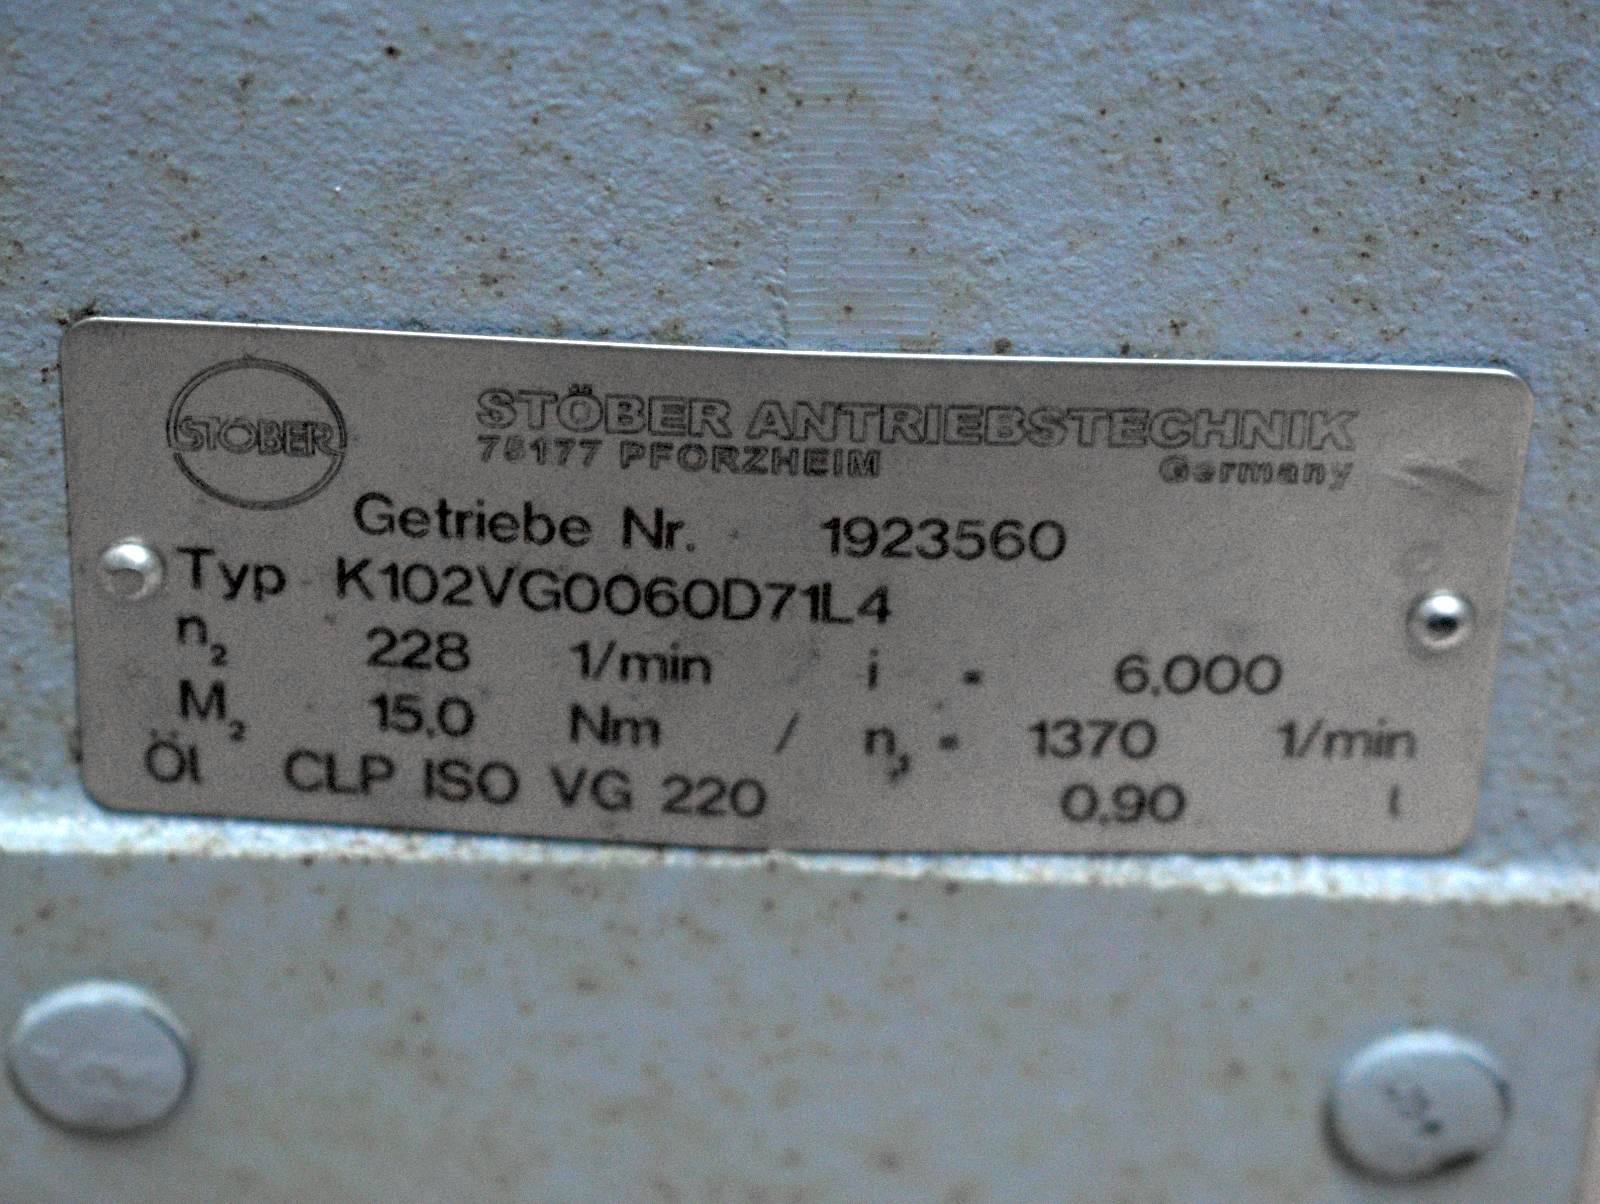 STÖBER
STÖBER ANTRIEBSTECHNIK
75177 PFORZHEIM Germany
Getriebe Nr. 1923560
Typ K102VG0060D71L4
n₂ 228 1/min i = 6.000
M₂ 15.0 Nm / n₁ = 1370 1/min
Öl CLP ISO VG 220 0.90 l